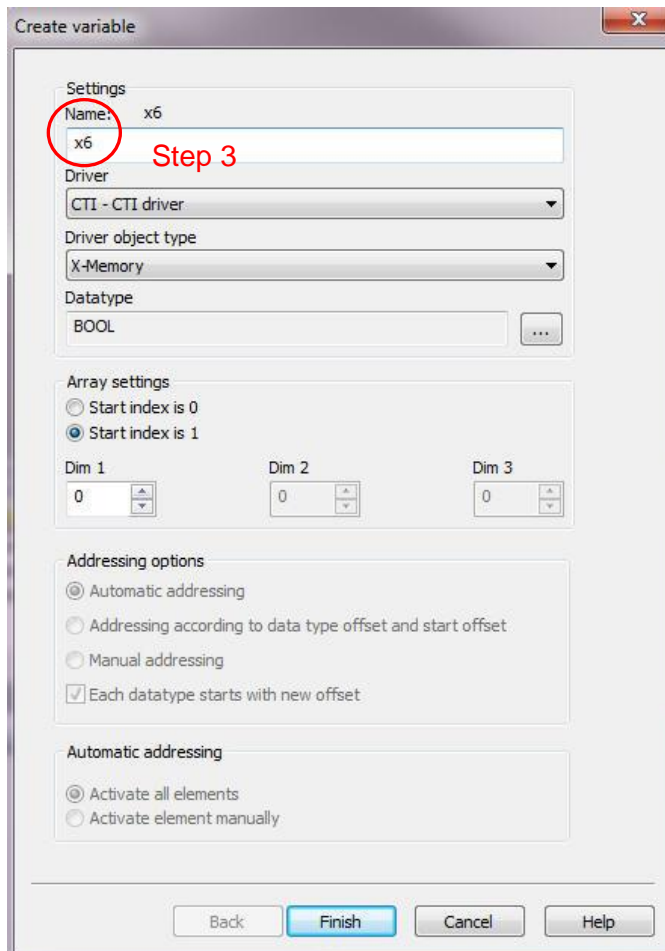 Create variable
Settings
Name: x6
x6
Step 3
Driver
CTI - CTI driver
Driver object type
X-Memory
Datatype
BOOL
...
Array settings
Start index is 0
Start index is 1
Dim 1 Dim 2 Dim 3
0 0 0
Addressing options
Automatic addressing
Addressing according to data type offset and start offset
Manual addressing
Each datatype starts with new offset
Automatic addressing
Activate all elements
Activate element manually
Back Finish Cancel Help